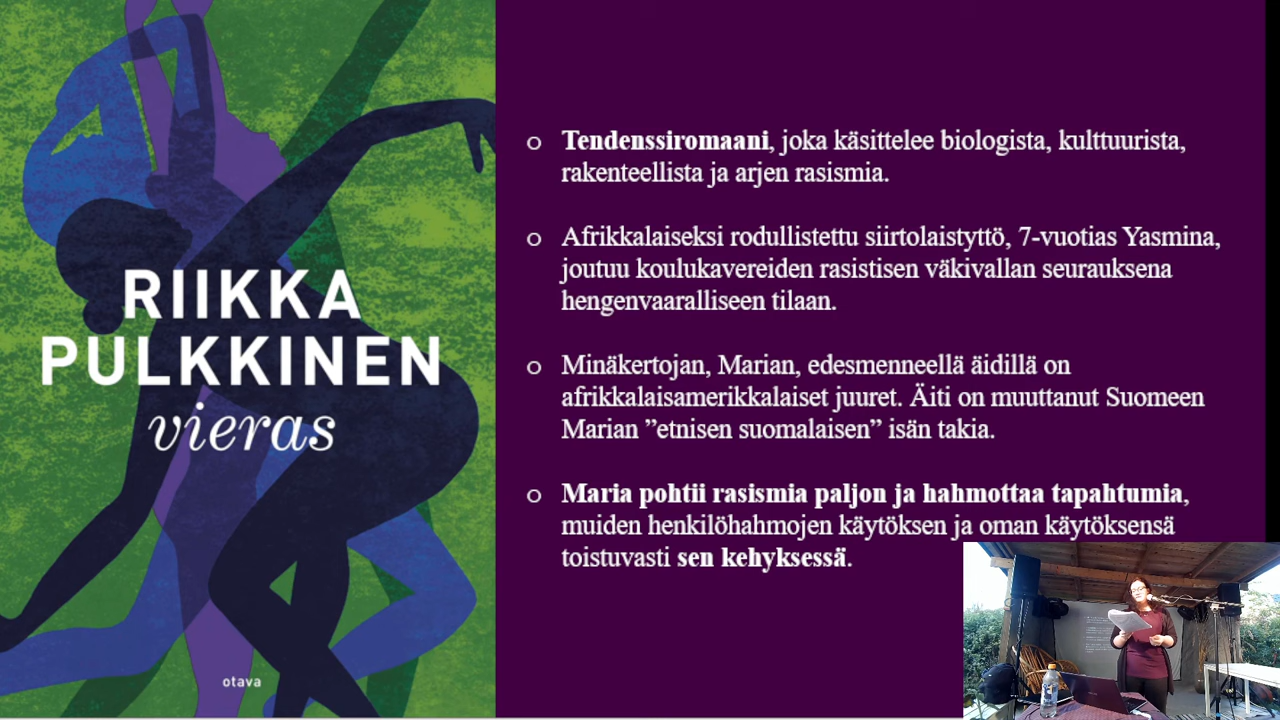 RIIKKA
PULKKINEN
vieras
otava
Tendenssiromaani, joka käsittelee biologista, kulttuurista,
rakenteellista ja arjen rasismia.
Afrikkalaiseksi rodullistettu siirtolaistyttö, 7-vuotias Yasmina,
joutuu koulukavereiden rasistisen väkivallan seurauksena
hengenvaaralliseen tilaan.
Minäkertojan, Marian, edesmenneellä äidillä on
afrikkalaisamerikkalaiset juuret. Äiti on muuttanut Suomeen
Marian ”etnisen suomalaisen” isän takia.
Maria pohtii rasismia paljon ja hahmottaa tapahtumia,
muiden henkilöhahmojen käytöksen ja oman käytöksensä
toistuvasti sen kehyksessä.